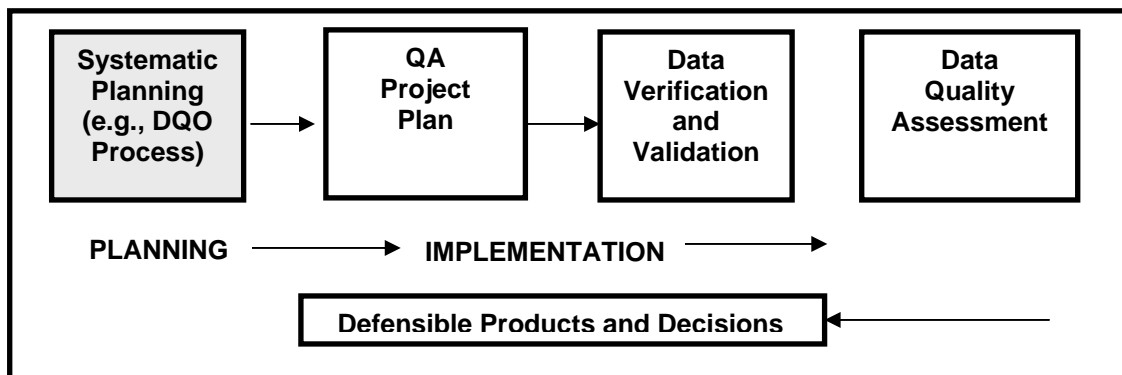 Systematic
Planning
(e.g., DQO
Process)
QA
Project
Plan
Data
Verification
and
Validation
Data
Quality
Assessment
PLANNING
IMPLEMENTATION
Defensible Products and Decisions